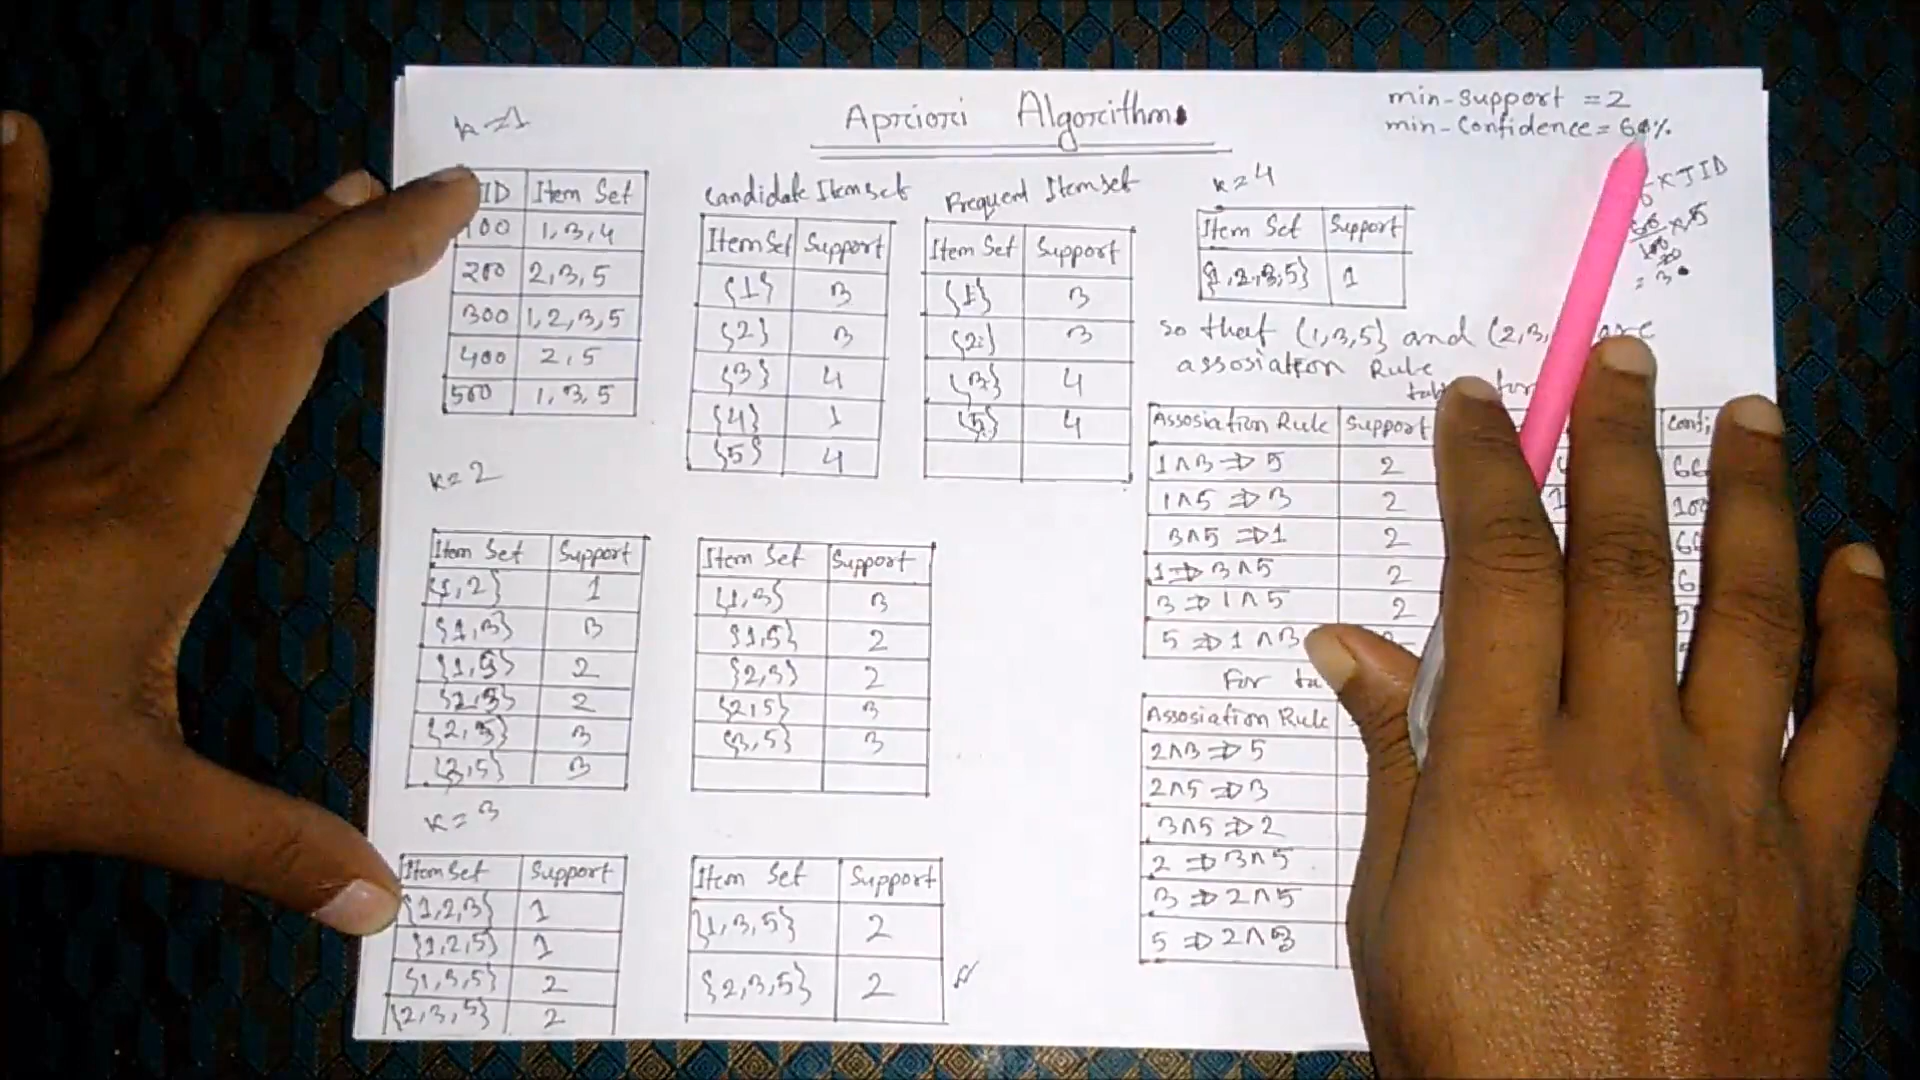 Apriori Algorithm
min-support = 2
min-Confidence = 60%
k=1
ID Item Set
100 1,3,4
200 2,3,5
300 1,2,3,5
400 2,5
500 1,3,5
Candidate Itemset
Item Set Support
{1} 3
{2} 3
{3} 4
{4} 1
{5} 4
Frequent Itemset
Item Set Support
{1} 3
{2} 3
{3} 4
{5} 4
k=4
Item Set Support
{1,2,3,5} 1
= 3
so that {1,3,5} and {2,3, are
assosiation Rule
Assosiation Rule Support
1∧3 => 5 2
1∧5 => 3 2
3∧5 => 1 2
1 => 3∧5 2
3 => 1∧5 2
5 => 1∧3
k=2
Item Set Support
{1,2} 1
{1,3} 3
{1,5} 2
{2,3} 2
{2,5} 3
{3,5} 3
Item Set Support
{1,3} 3
{1,5} 2
{2,3} 2
{2,5} 3
{3,5} 3
For
Assosiation Rule
2∧3 => 5
2∧5 => 3
3∧5 => 2
2 => 3∧5
3 => 2∧5
5 => 2∧3
k=3
Item Set Support
{1,2,3} 1
{1,2,5} 1
{1,3,5} 2
{2,3,5} 2
Item Set Support
{1,3,5} 2
{2,3,5} 2